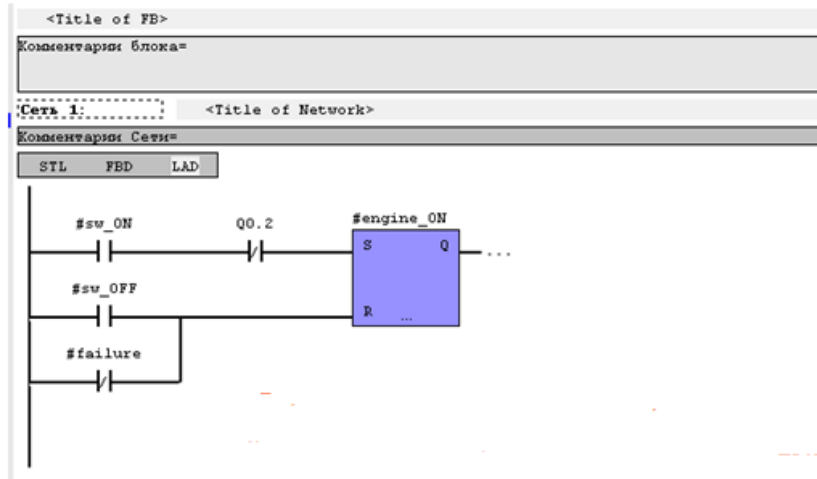 <Title of FB>
Комментарии блока=
Сеть 1: <Title of Network>
Комментарии Сети=
STL FBD LAD
#sw_ON Q0.2 #engine_ON
S Q
...
#sw_OFF
R ...
#failure